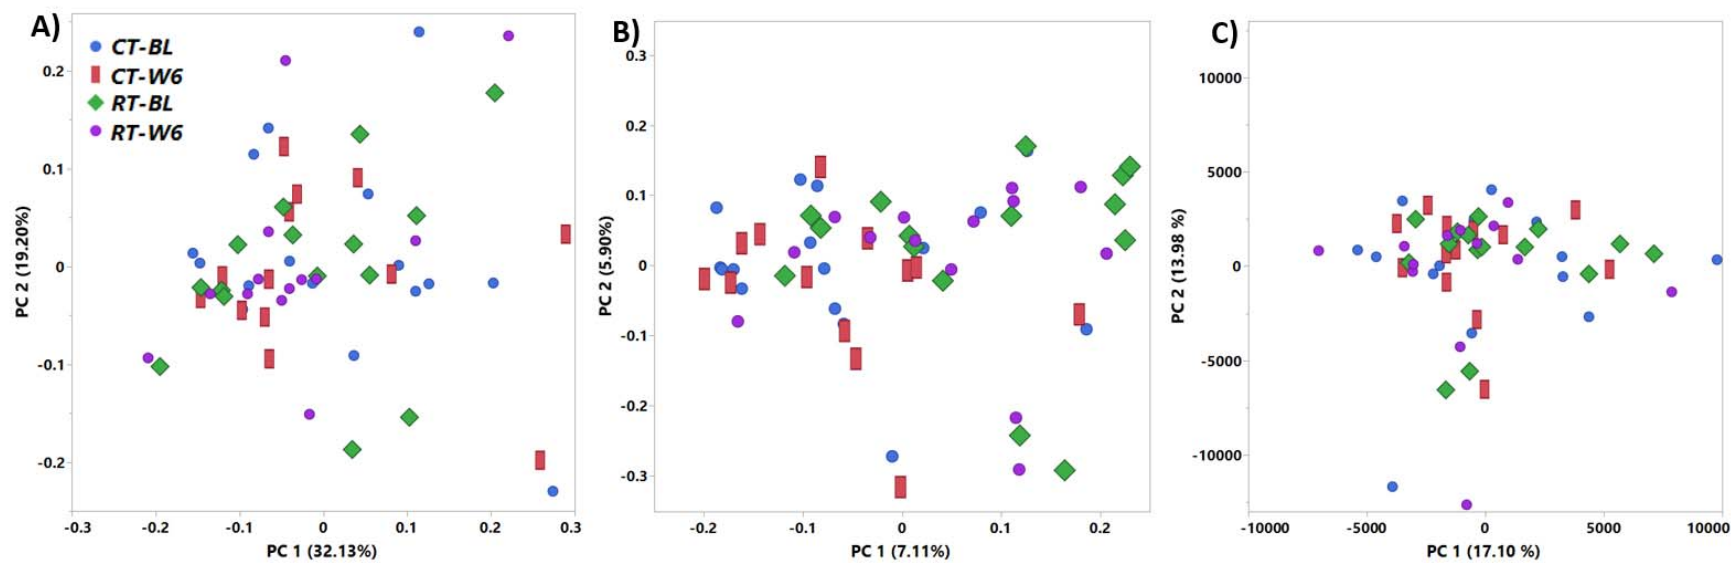 A)
CT-BL
CT-W6
RT-BL
RT-W6
0.2
0.1
0
-0.1
-0.2
PC 2 (19.20%)
-0.3
-0.2
-0.1
0
0.1
0.2
0.3
PC 1 (32.13%)
B)
0.3
0.2
0.1
0
-0.1
-0.2
-0.3
PC 2 (5.90%)
-0.2
-0.1
0
0.1
0.2
PC 1 (7.11%)
C)
10000
5000
0
-5000
-10000
PC 2 (13.98 %)
-10000
-5000
0
5000
10000
PC 1 (17.10 %)